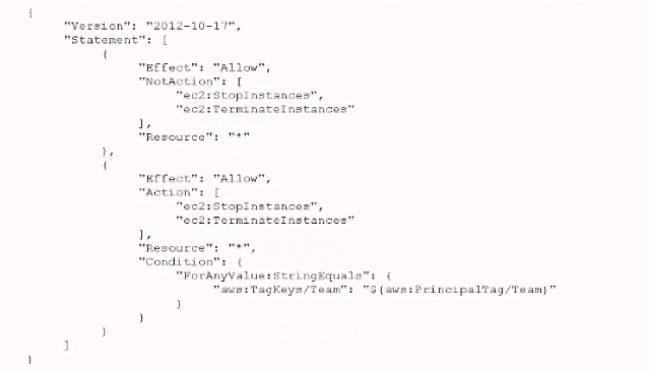 {
"Version": "2012-10-17",
"Statement": [
{
"Effect": "Allow",
"NotAction": [
"ec2:StopInstances",
"ec2:TerminateInstances"
],
"Resource": "*"
},
{
"Effect": "Allow",
"Action": [
"ec2:StopInstances",
"ec2:TerminateInstances"
],
"Resource": "*",
"Condition": {
"ForAnyValue:StringEquals": {
"aws:TagKeys/Team": "${aws:PrincipalTag/Team}"
}
}
}
]
}